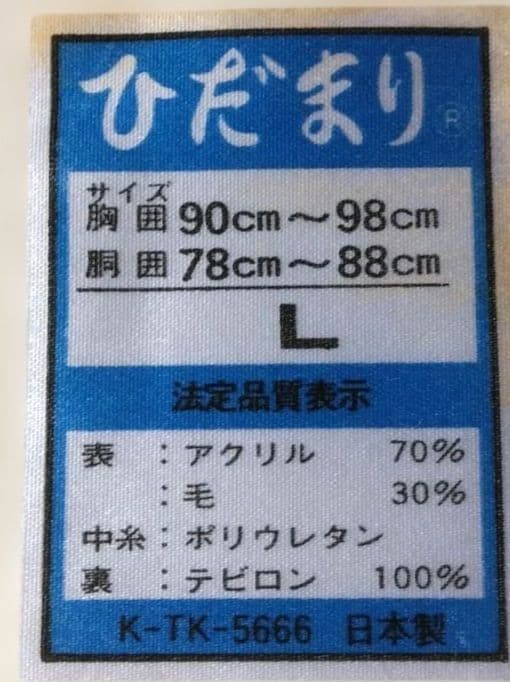 ひだまり®
サイズ
胸囲 90cm～98cm
胴囲 78cm～88cm
L
法定品質表示
表 : アクリル 70%
: 毛 30%
中糸 : ポリウレタン
裏 : テビロン 100%
K-TK-5666 日本製